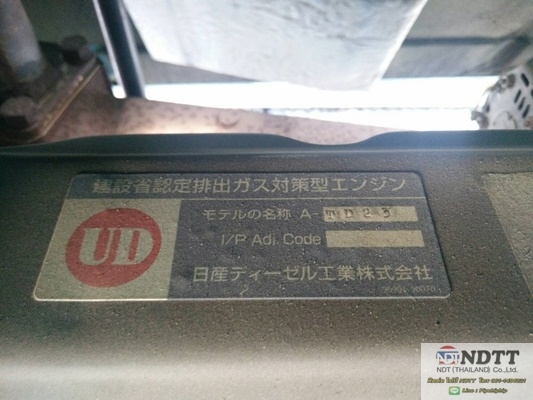 建設省認定排出ガス対策型エンジン
モデルの名称 A-TD23
I/P Adj. Code
UD
日産ディーゼル工業株式会社
NDT NDTT
NDT (THAILAND) Co.,Ltd.